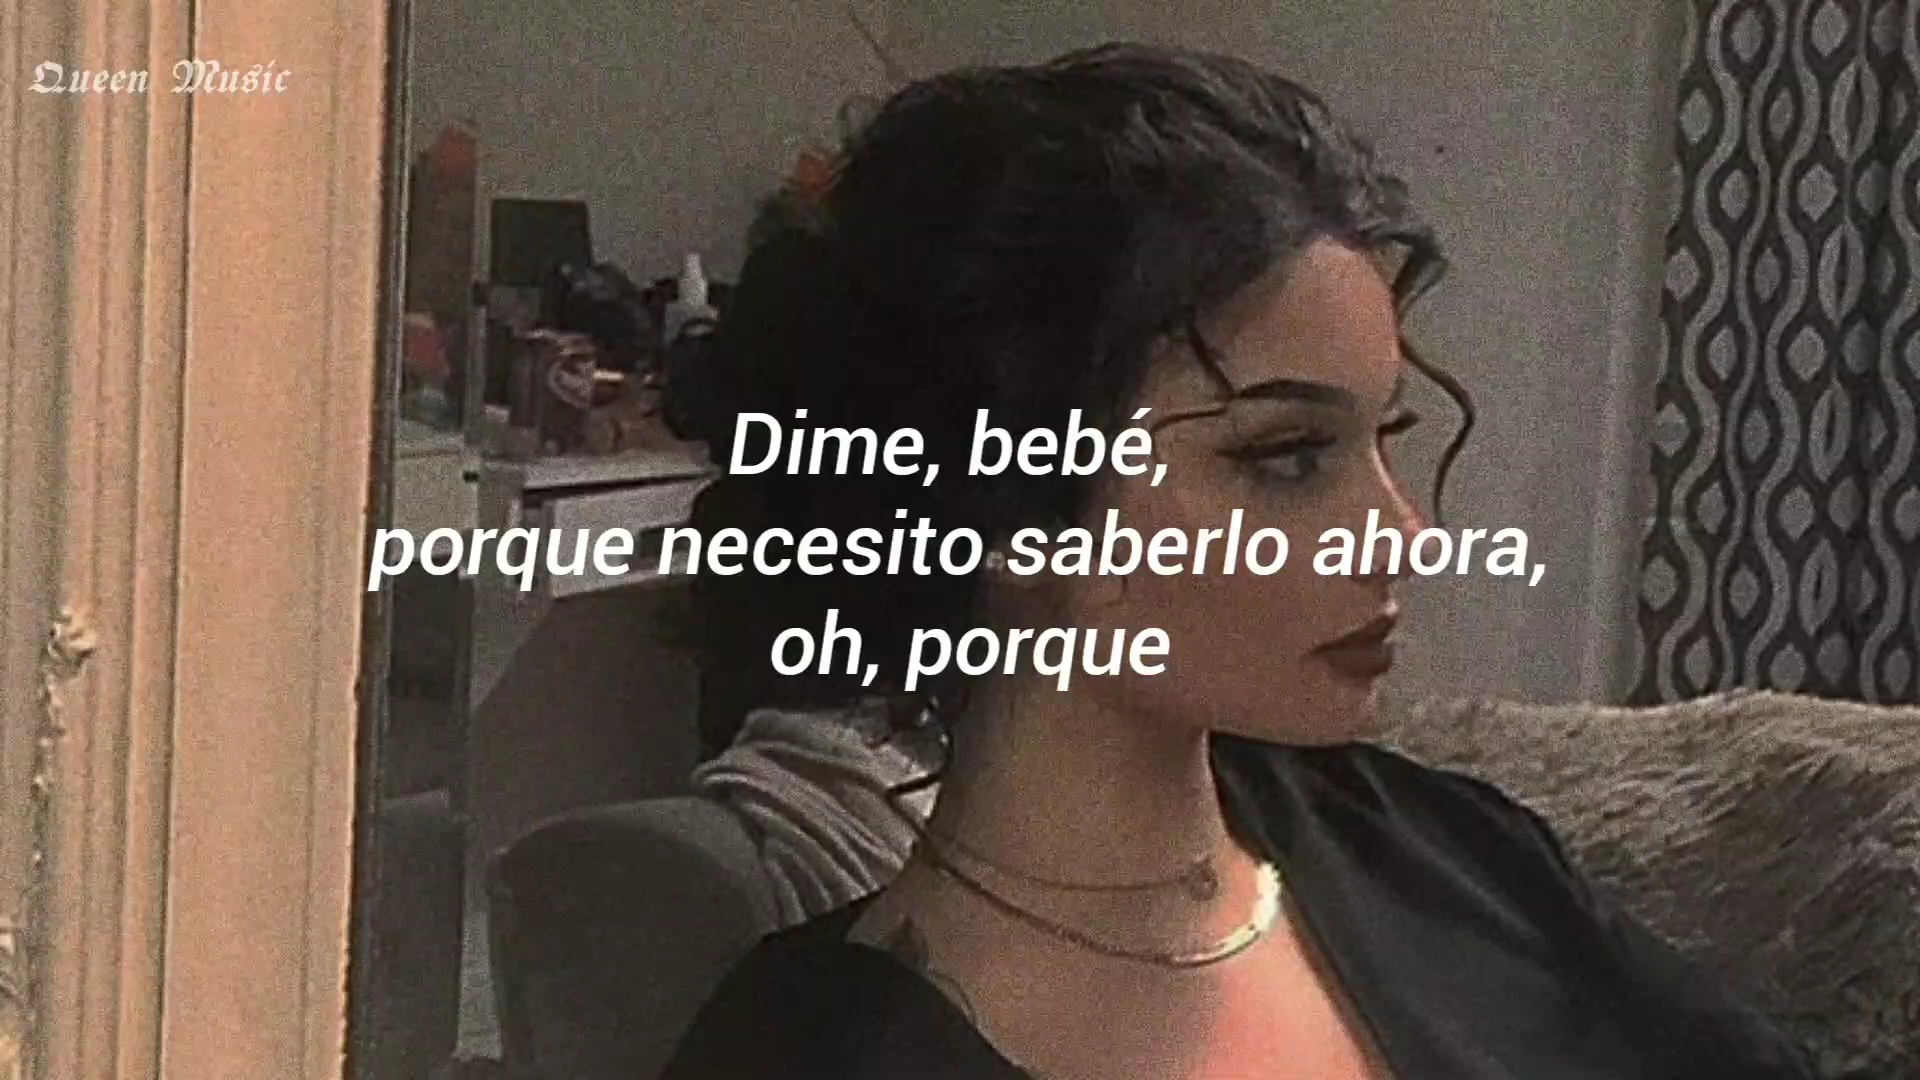 Queen Music
Dime, bebé,
porque necesito saberlo ahora,
oh, porque